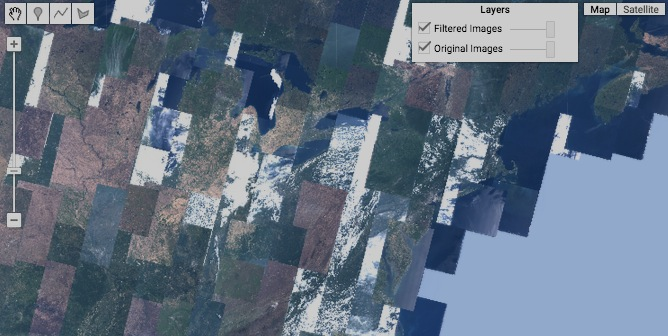 Layers
Filtered Images
Original Images
Map
Satellite